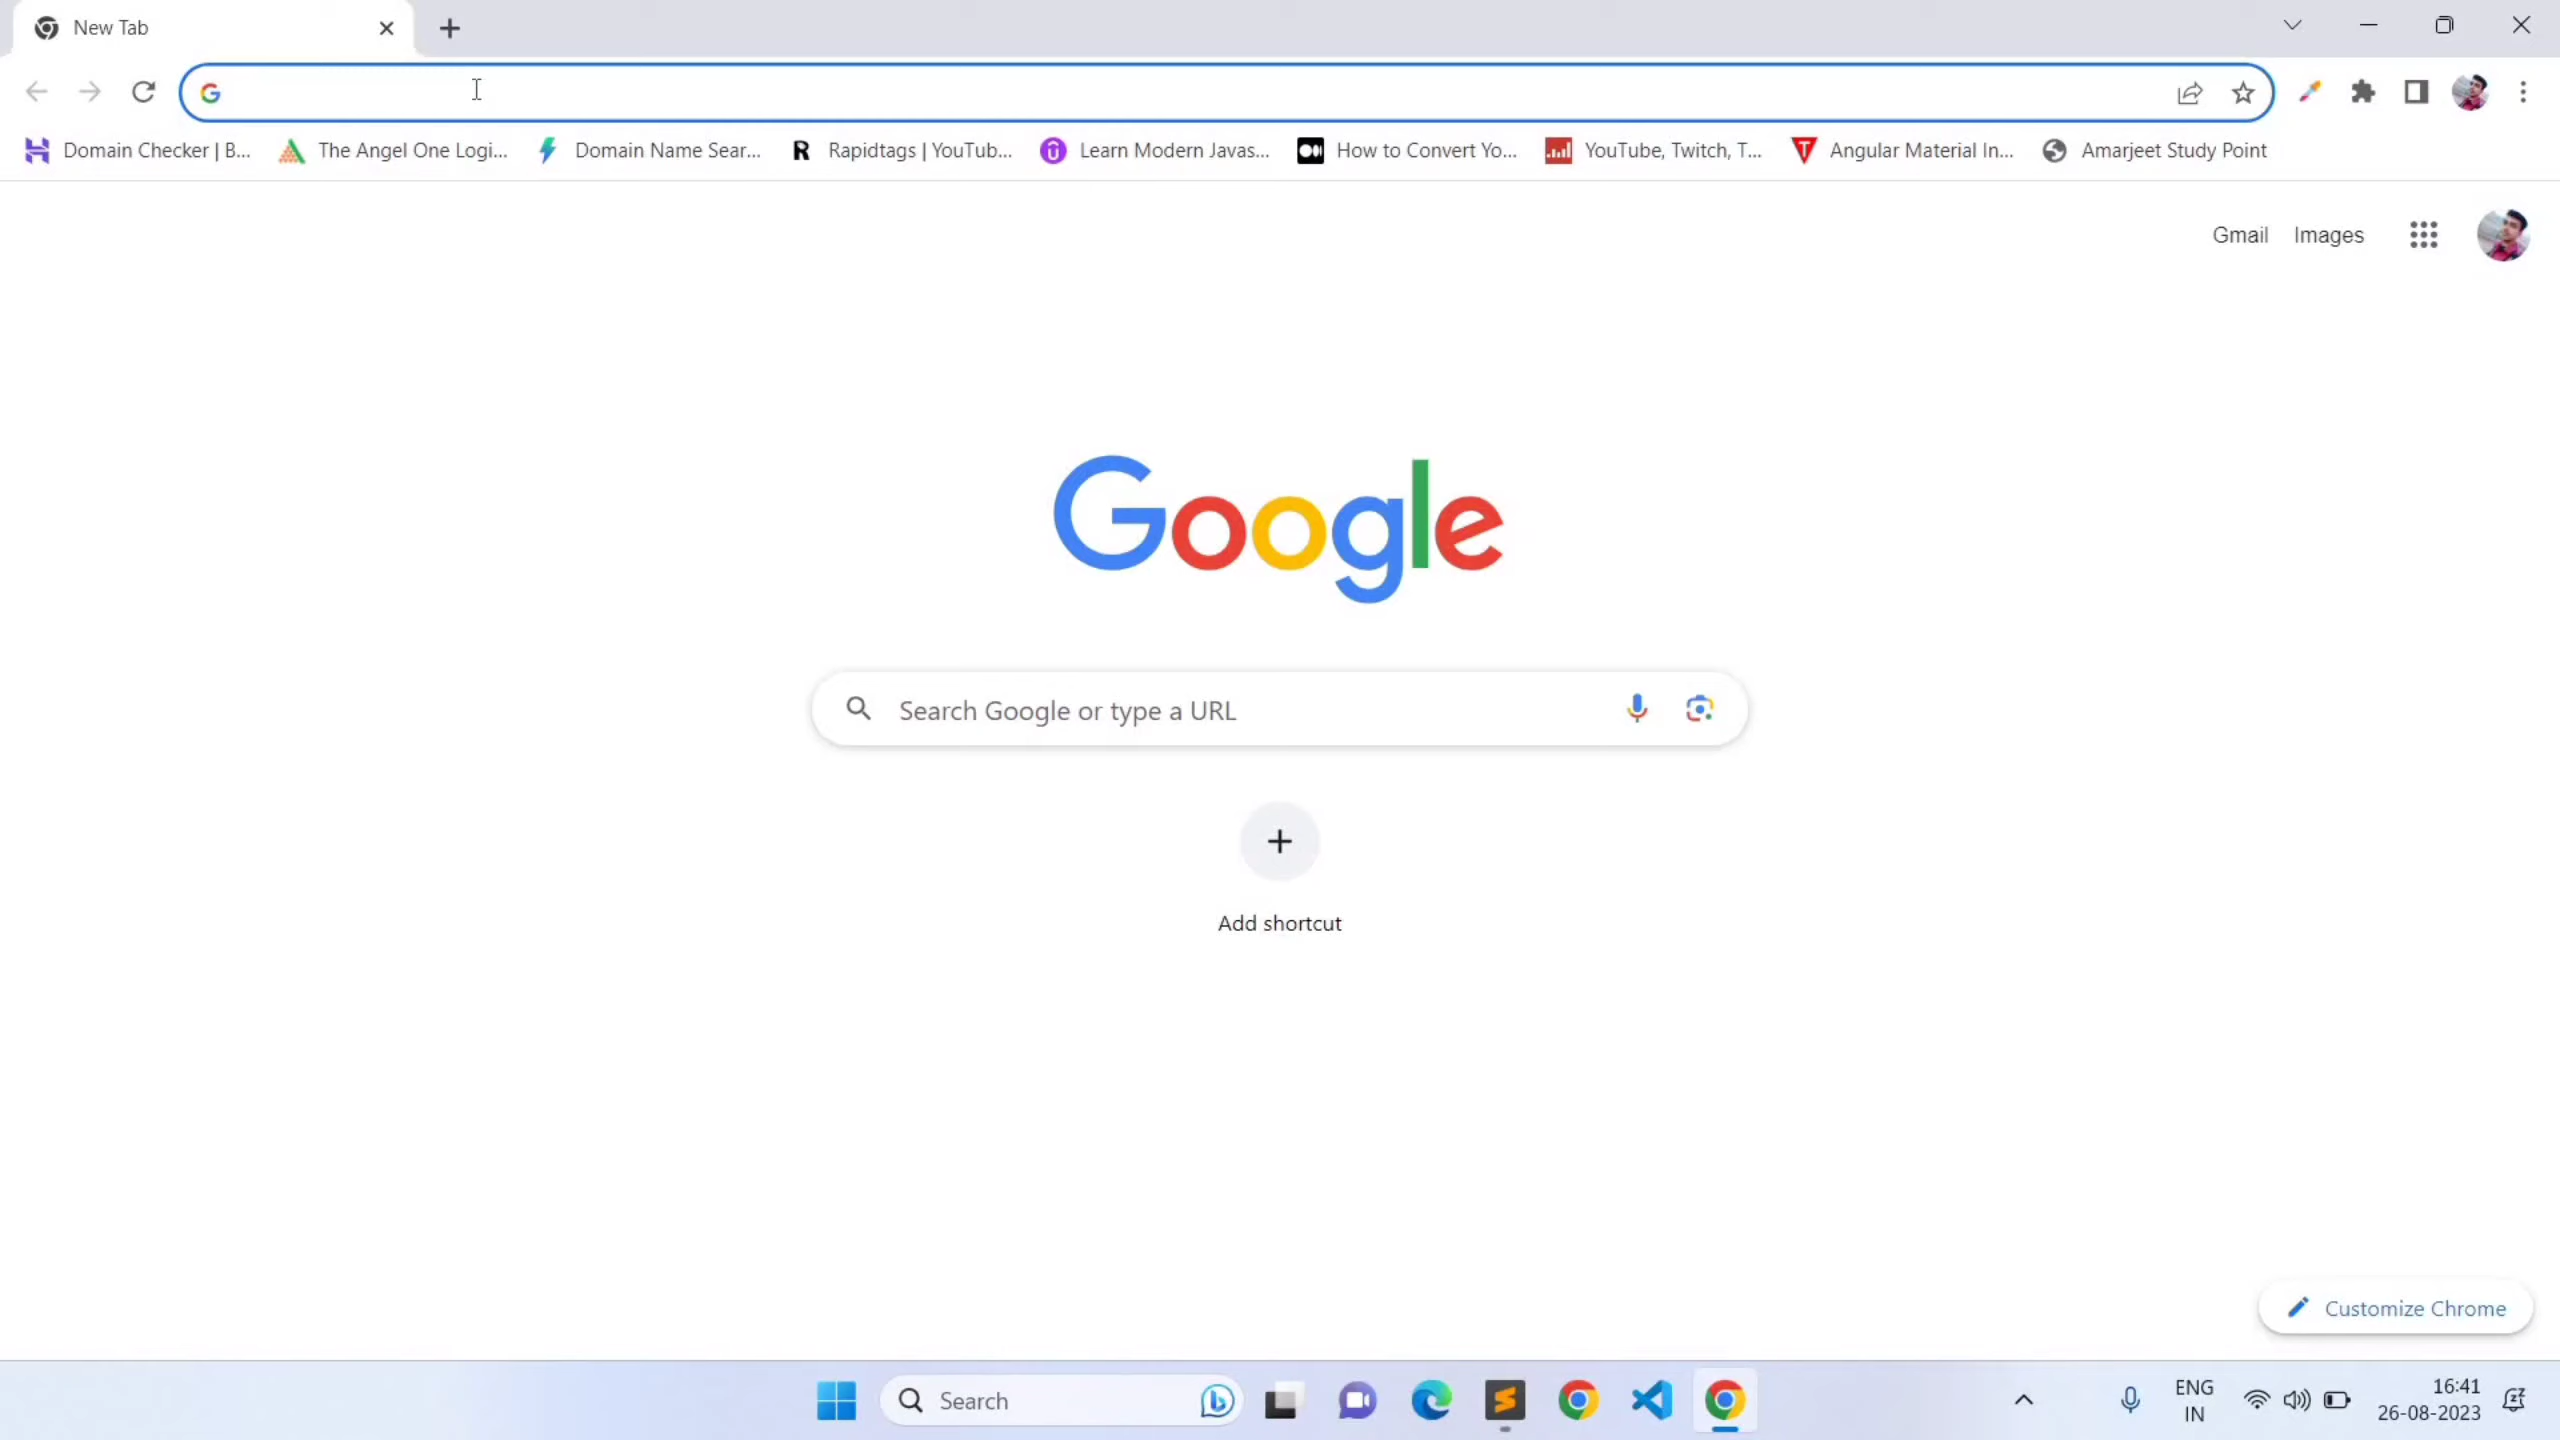 New Tab
Domain Checker | B...
The Angel One Logi...
Domain Name Sear...
Rapidtags | YouTub...
Learn Modern Javas...
How to Convert Yo...
YouTube, Twitch, T...
Angular Material In...
Amarjeet Study Point
Gmail
Images
Google
Search Google or type a URL
Add shortcut
Customize Chrome
Search
ENG
IN
16:41
26-08-2023